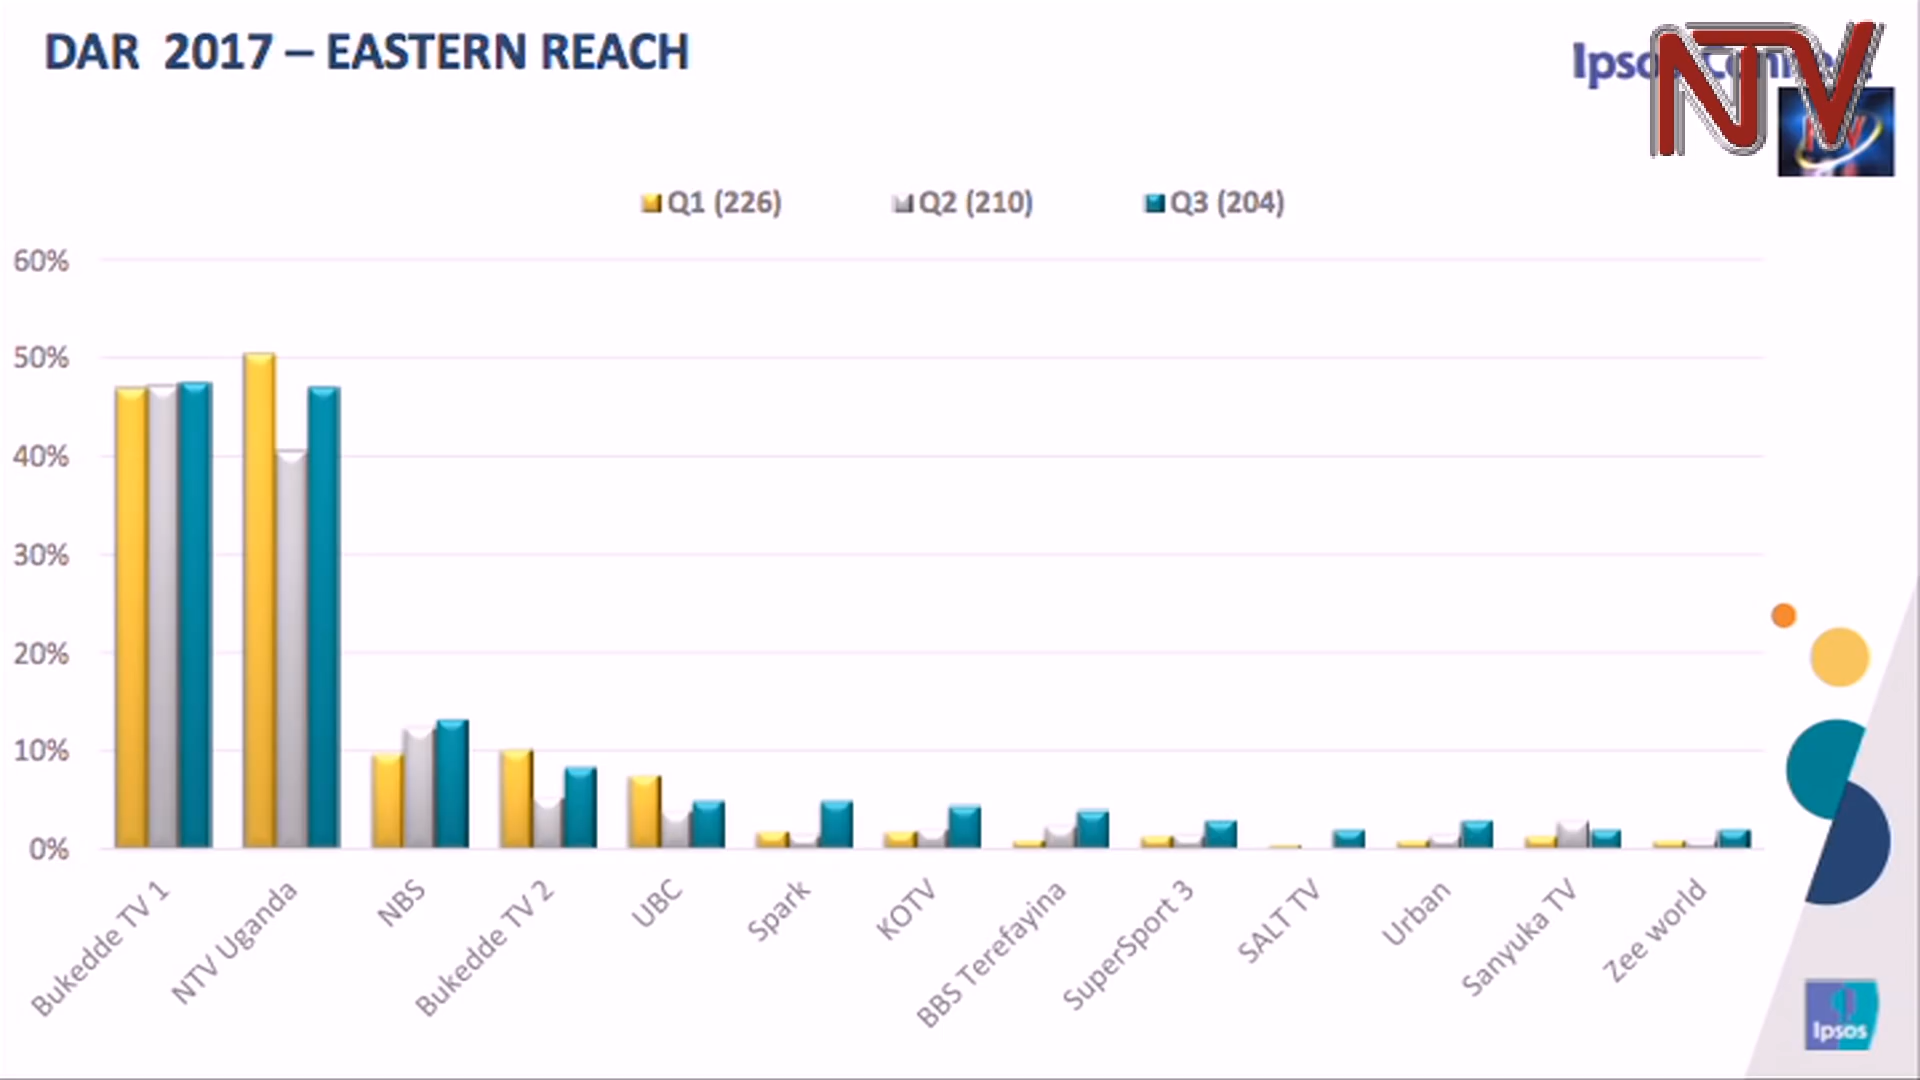 DAR 2017 – EASTERN REACH
Ipsos Connect
NTV
Q1 (226) Q2 (210) Q3 (204)
60%
50%
40%
30%
20%
10%
0%
Bukedde TV 1
NTV Uganda
NBS
Bukedde TV 2
UBC
Spark
KOTV
BBS Terefayina
SuperSport 3
SALT TV
Urban
Sanyuka TV
Zee world
Ipsos